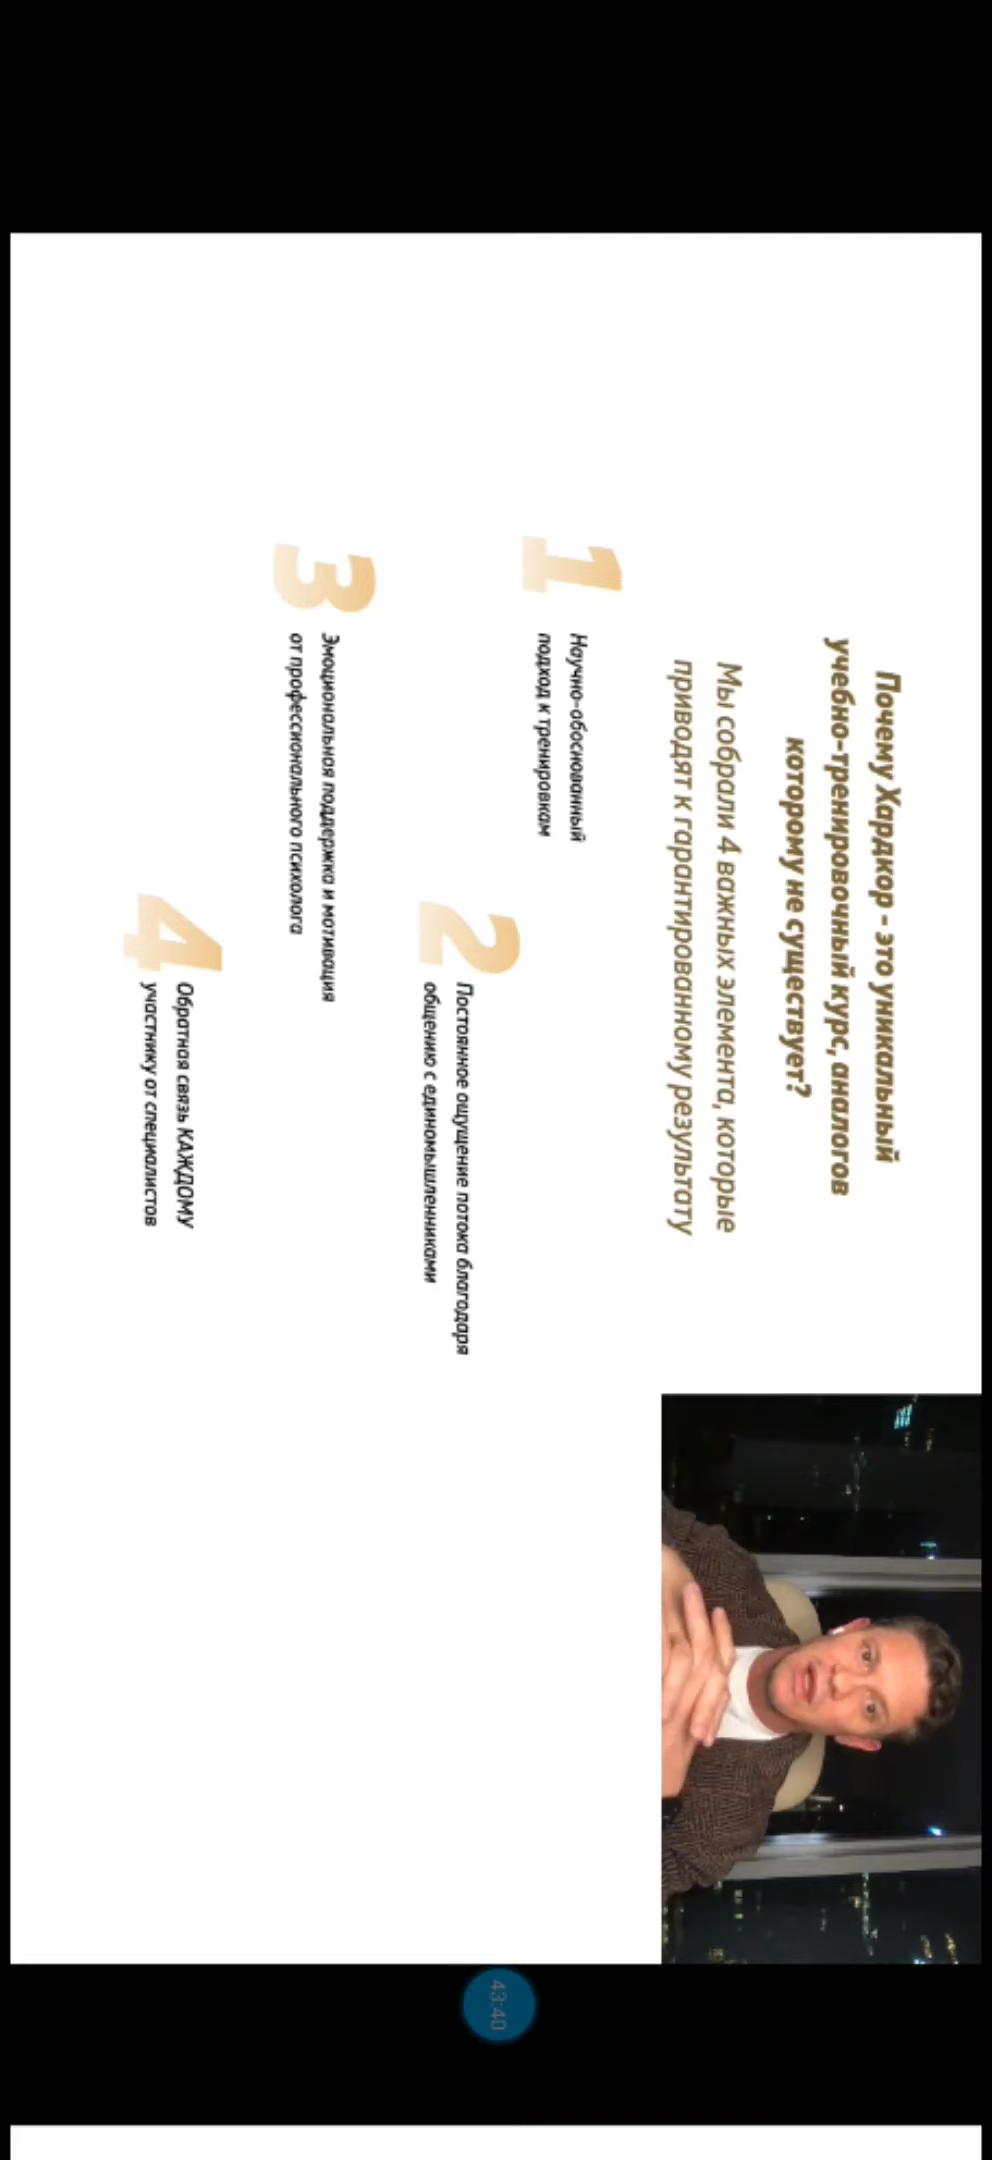 Почему Хардкор - это уникальный
учебно-тренировочный курс, аналогов
которому не существует?
Мы собрали 4 важных элемента, которые
приводят к гарантированному результату
1
Научно-обоснованный
подход к тренировкам
2
Постоянное ощущение потока благодаря
общению с единомышленниками
3
Эмоциональная поддержка и мотивация
от профессионального психолога
4
Обратная связь КАЖДОМУ
участнику от специалистов
43:40